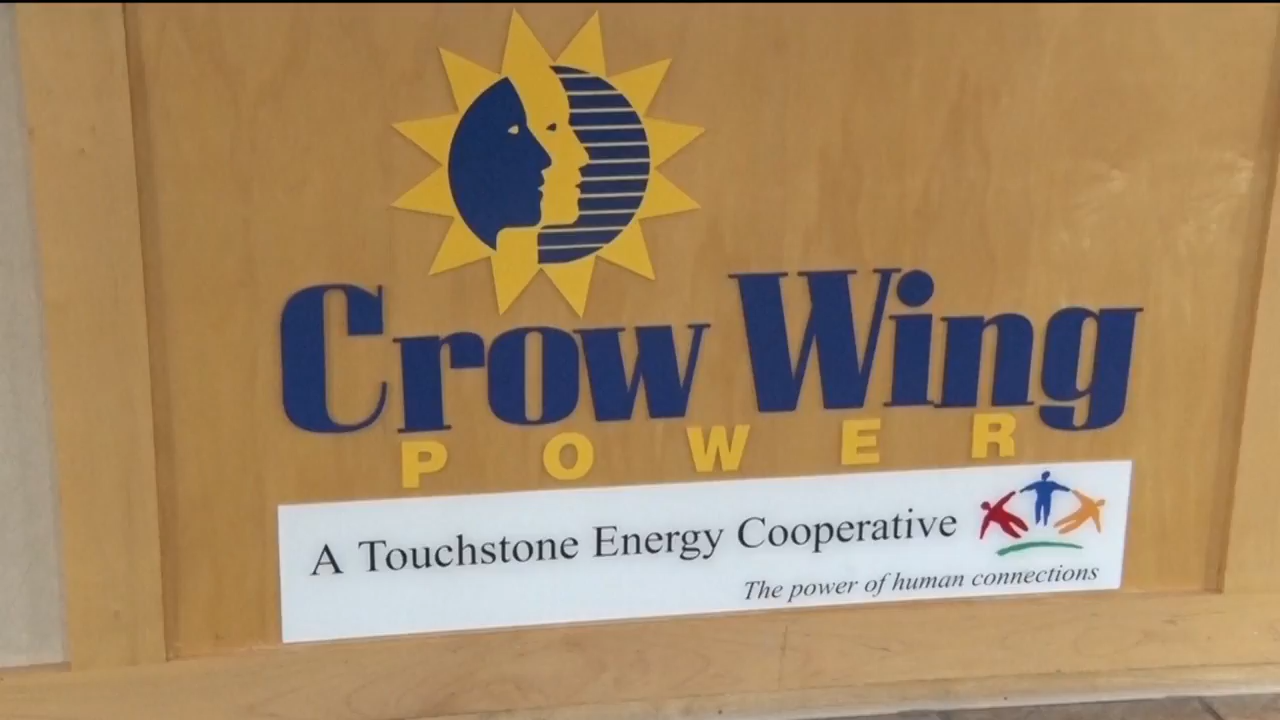 Crow Wing
POWER
A Touchstone Energy Cooperative
The power of human connections